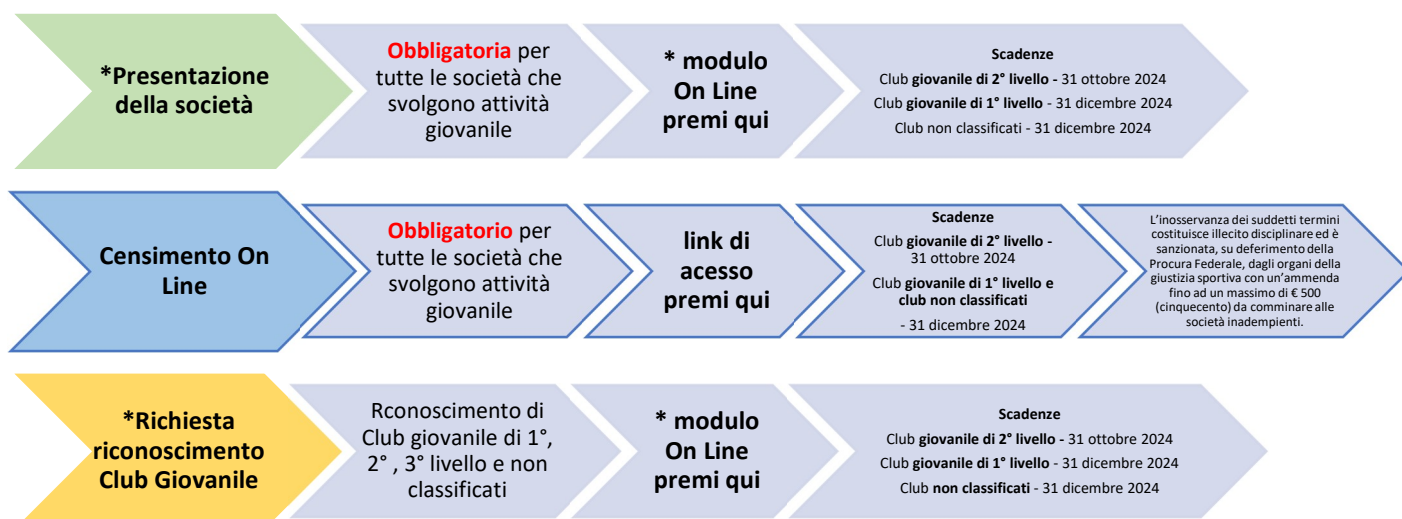 *Presentazione
della società
Obbligatoria per
tutte le società che
svolgono attività
giovanile
* modulo
On Line
premi qui
Scadenze
Club giovanile di 2° livello - 31 ottobre 2024
Club giovanile di 1° livello - 31 dicembre 2024
Club non classificati - 31 dicembre 2024
Censimento On
Line
Obbligatorio per
tutte le società che
svolgono attività
giovanile
link di
acesso
premi qui
Scadenze
Club giovanile di 2° livello -
31 ottobre 2024
Club giovanile di 1° livello e
club non classificati
- 31 dicembre 2024
L'inosservanza dei suddetti termini
costituisce illecito disciplinare ed è
sanzionata, su deferimento della
Procura Federale, dagli organi della
giustizia sportiva con un'ammenda
fino ad un massimo di € 500
(cinquecento) da comminare alle
società inadempienti.
*Richiesta
riconoscimento
Club Giovanile
Rconoscimento di
Club giovanile di 1°,
2° , 3° livello e non
classificati
* modulo
On Line
premi qui
Scadenze
Club giovanile di 2° livello - 31 ottobre 2024
Club giovanile di 1° livello - 31 dicembre 2024
Club non classificati - 31 dicembre 2024